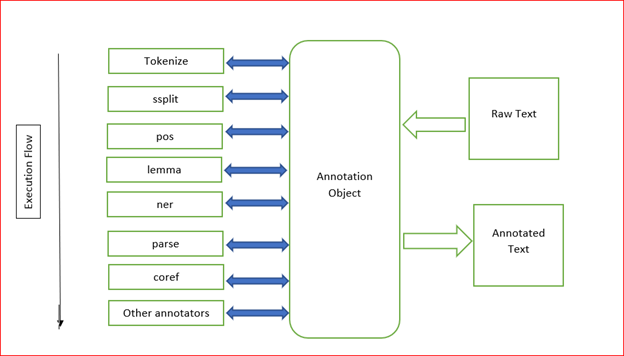 Execution Flow
Tokenize
ssplit
pos
lemma
ner
parse
coref
Other annotators
Annotation
Object
Raw Text
Annotated
Text